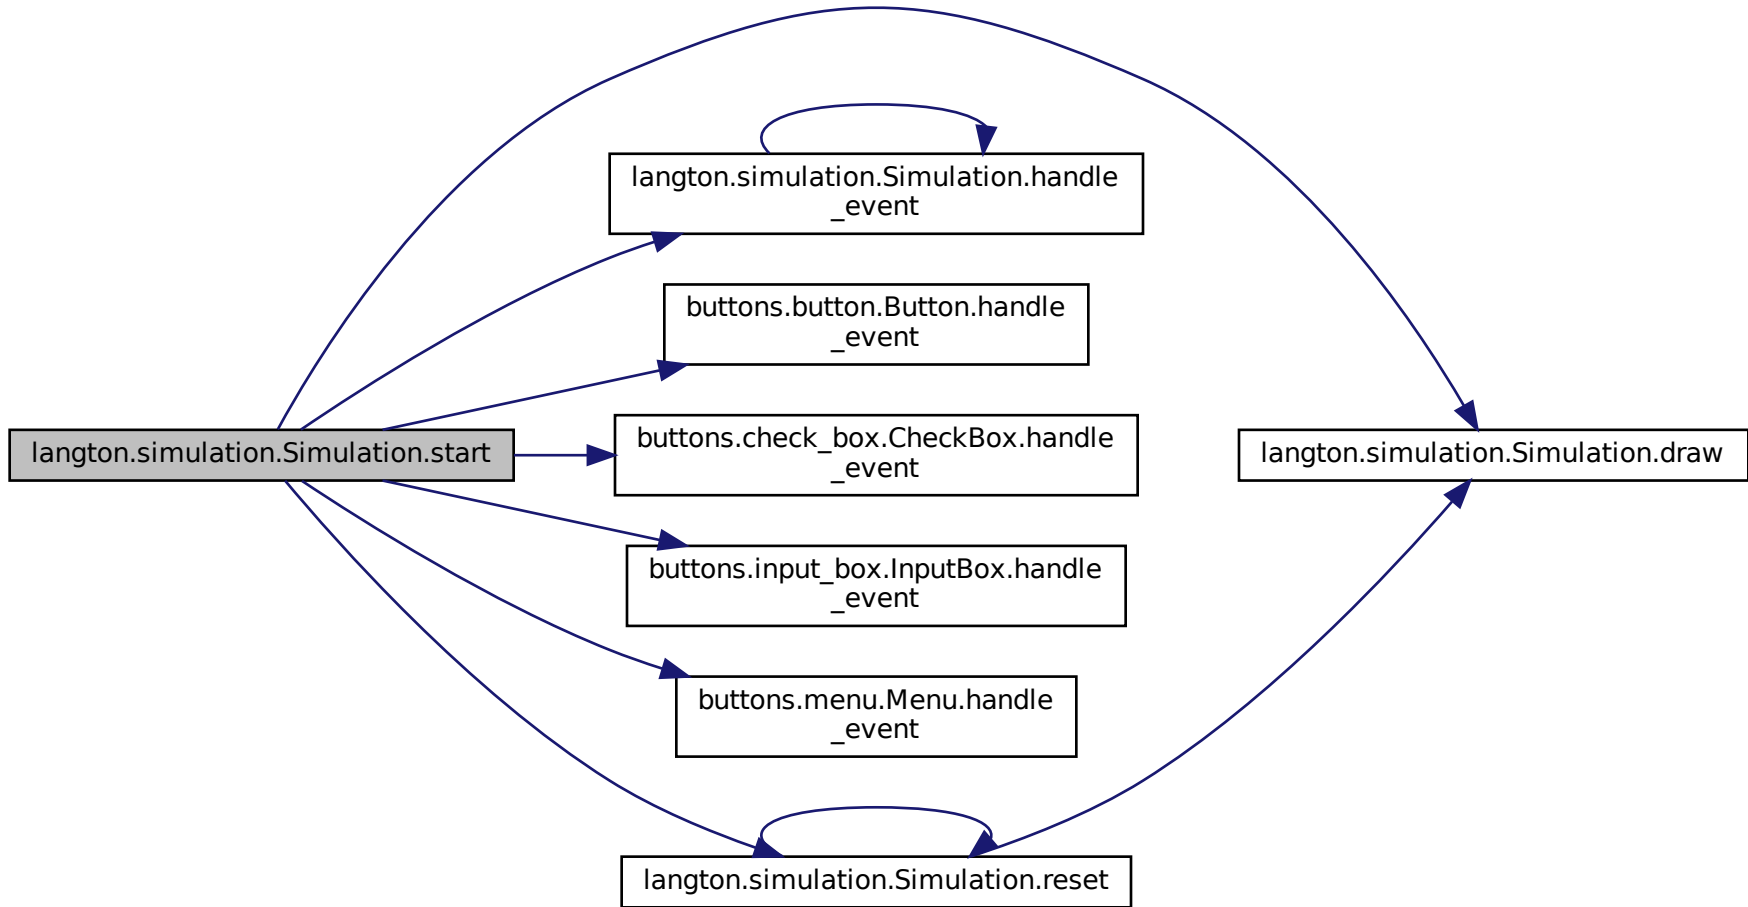 langton.simulation.Simulation.start
langton.simulation.Simulation.handle
_event
buttons.button.Button.handle
_event
buttons.check_box.CheckBox.handle
_event
buttons.input_box.InputBox.handle
_event
buttons.menu.Menu.handle
_event
langton.simulation.Simulation.reset
langton.simulation.Simulation.draw